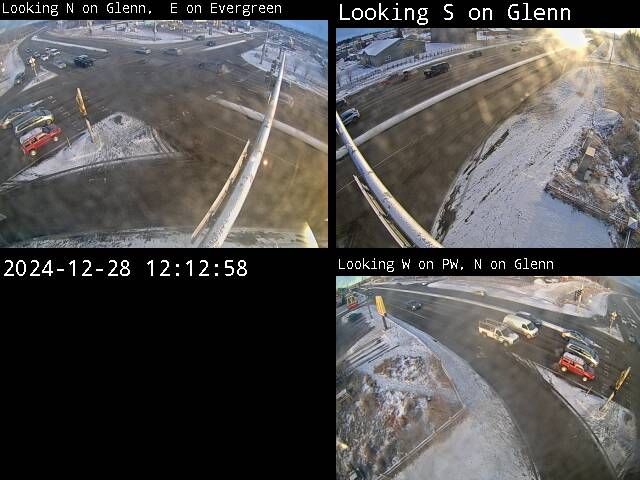 Looking N on Glenn,  E on Evergreen
Looking S on Glenn
2024-12-28 12:12:58
Looking W on PW, N on Glenn